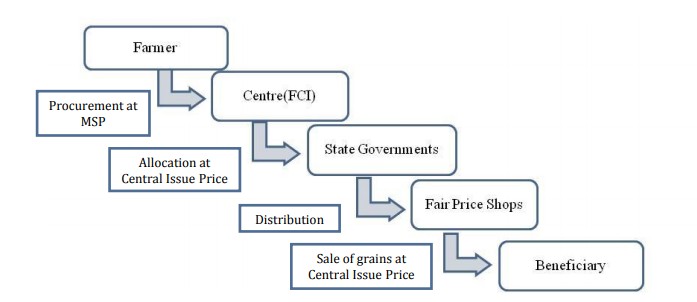 Farmer
Centre(FCI)
Procurement at
MSP
State Governments
Allocation at
Central Issue Price
Fair Price Shops
Distribution
Sale of grains at
Central Issue Price
Beneficiary